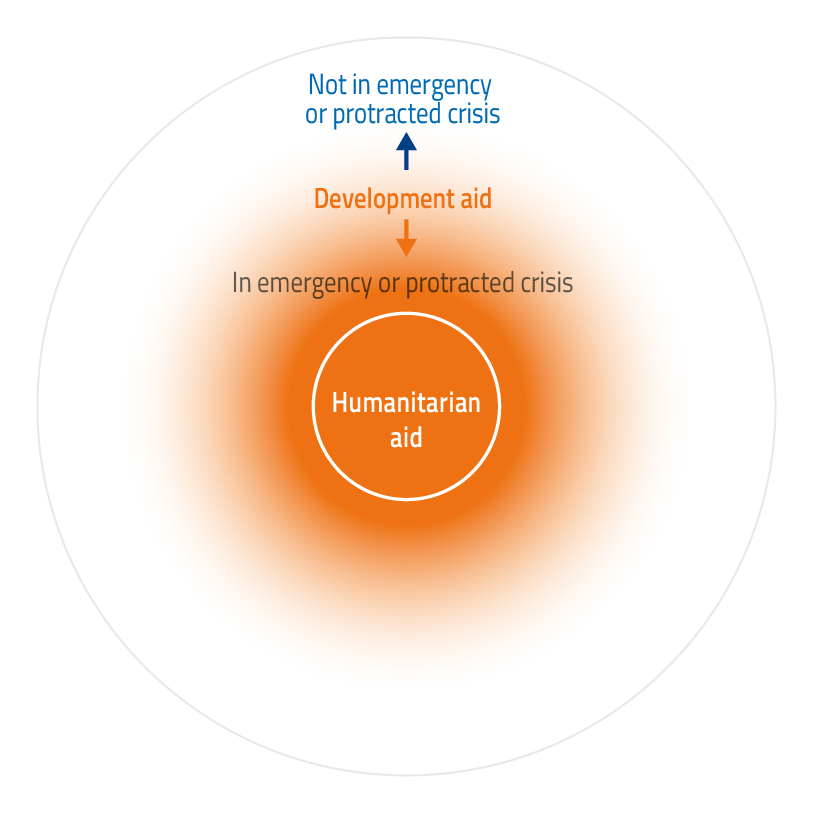 Not in emergency
or protracted crisis
Development aid
In emergency or protracted crisis
Humanitarian
aid